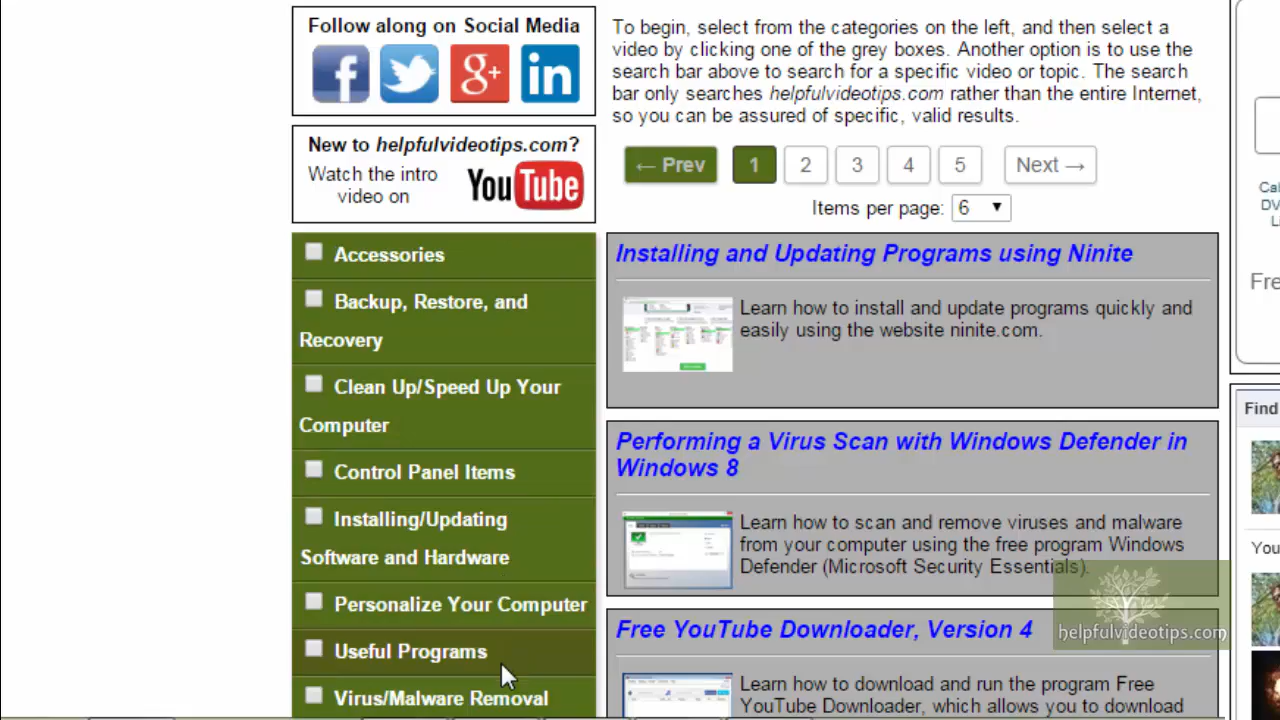 Follow along on Social Media
f
g+
in
New to helpfulvideotips.com?
Watch the intro
video on
YouTube
Accessories
Backup, Restore, and
Recovery
Clean Up/Speed Up Your
Computer
Control Panel Items
Installing/Updating
Software and Hardware
Personalize Your Computer
Useful Programs
Virus/Malware Removal
To begin, select from the categories on the left, and then select a
video by clicking one of the grey boxes. Another option is to use the
search bar above to search for a specific video or topic. The search
bar only searches helpfulvideotips.com rather than the entire Internet,
so you can be assured of specific, valid results.
← Prev 1 2 3 4 5 Next →
Items per page: 6
Installing and Updating Programs using Ninite
Learn how to install and update programs quickly and
easily using the website ninite.com.
Performing a Virus Scan with Windows Defender in
Windows 8
Learn how to scan and remove viruses and malware
from your computer using the free program Windows
Defender (Microsoft Security Essentials).
Free YouTube Downloader, Version 4
Learn how to download and run the program Free
YouTube Downloader, which allows you to download
helpfulvideotips.com
Cal
DV
Li
Fre
Find
You